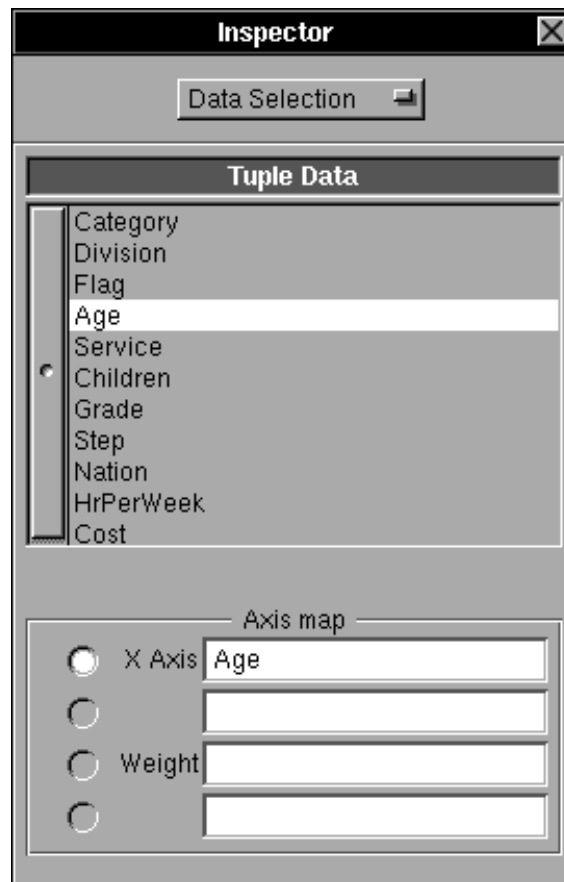 Inspector
Data Selection
Tuple Data
Category
Division
Flag
Age
Service
Children
Grade
Step
Nation
HrPerWeek
Cost
Axis map
X Axis Age
Weight